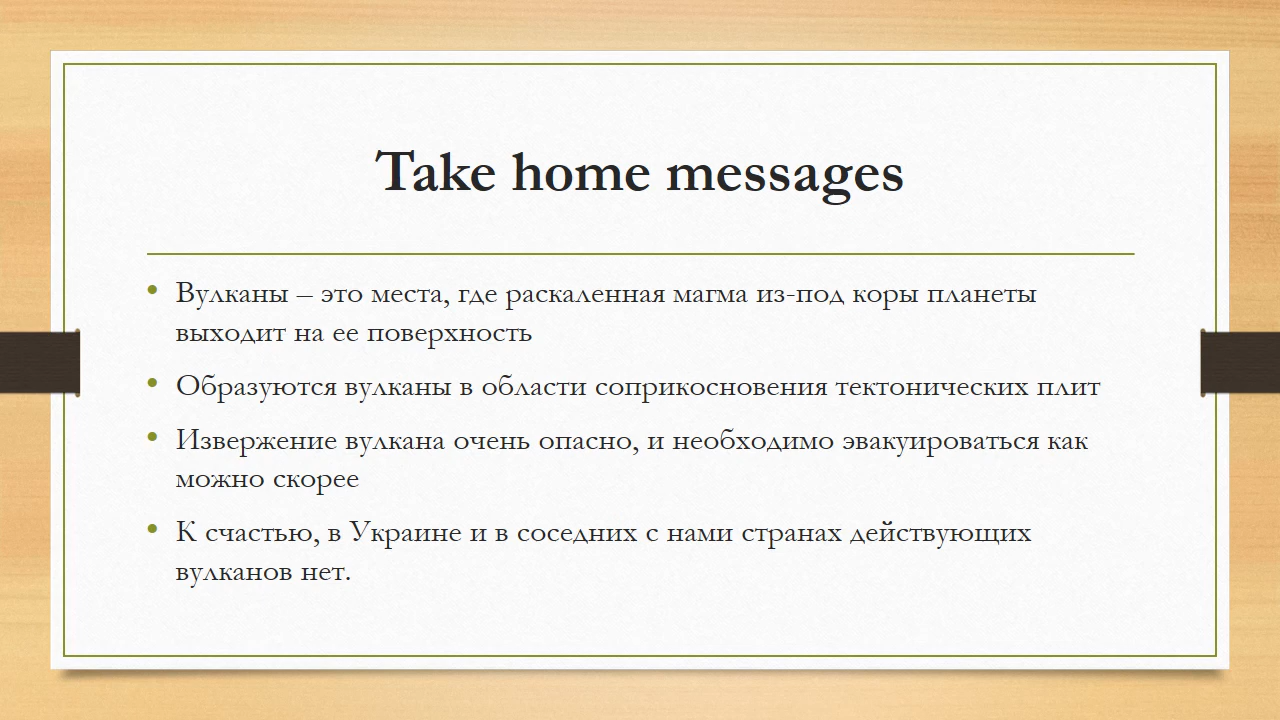 Take home messages
• Вулканы – это места, где раскаленная магма из-под коры планеты
выходит на ее поверхность
• Образуются вулканы в области соприкосновения тектонических плит
• Извержение вулкана очень опасно, и необходимо эвакуироваться как
можно скорее
• К счастью, в Украине и в соседних с нами странах действующих
вулканов нет.